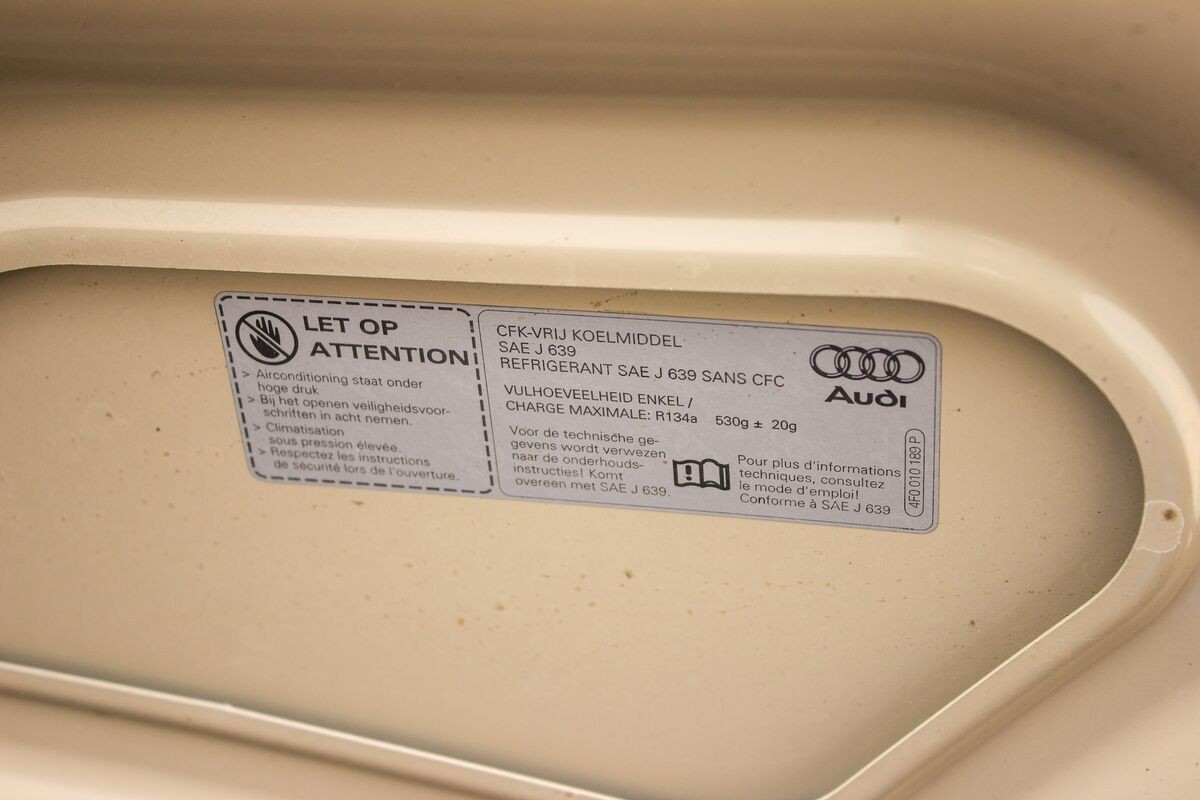 LET OP
ATTENTION
> Airconditioning staat onder
hoge druk
> Bij het openen veiligheidsvoor-
schriften in acht nemen.
> Climatisation
sous pression élevée.
> Respectez les instructions
de sécurité lors de l'ouverture.
CFK-VRIJ KOELMIDDEL
SAE J 639
REFRIGERANT SAE J 639 SANS CFC
VULHOEVEELHEID ENKEL /
CHARGE MAXIMALE: R134a 530g ± 20g
Voor de technische ge-
gevens wordt verwezen
naar de onderhouds-
instructies! Komt
overeen met SAE J 639.
Pour plus d'informations
techniques, consultez
le mode d'emploi!
Conforme à SAE J 639
Audi
4F0 010 189 P